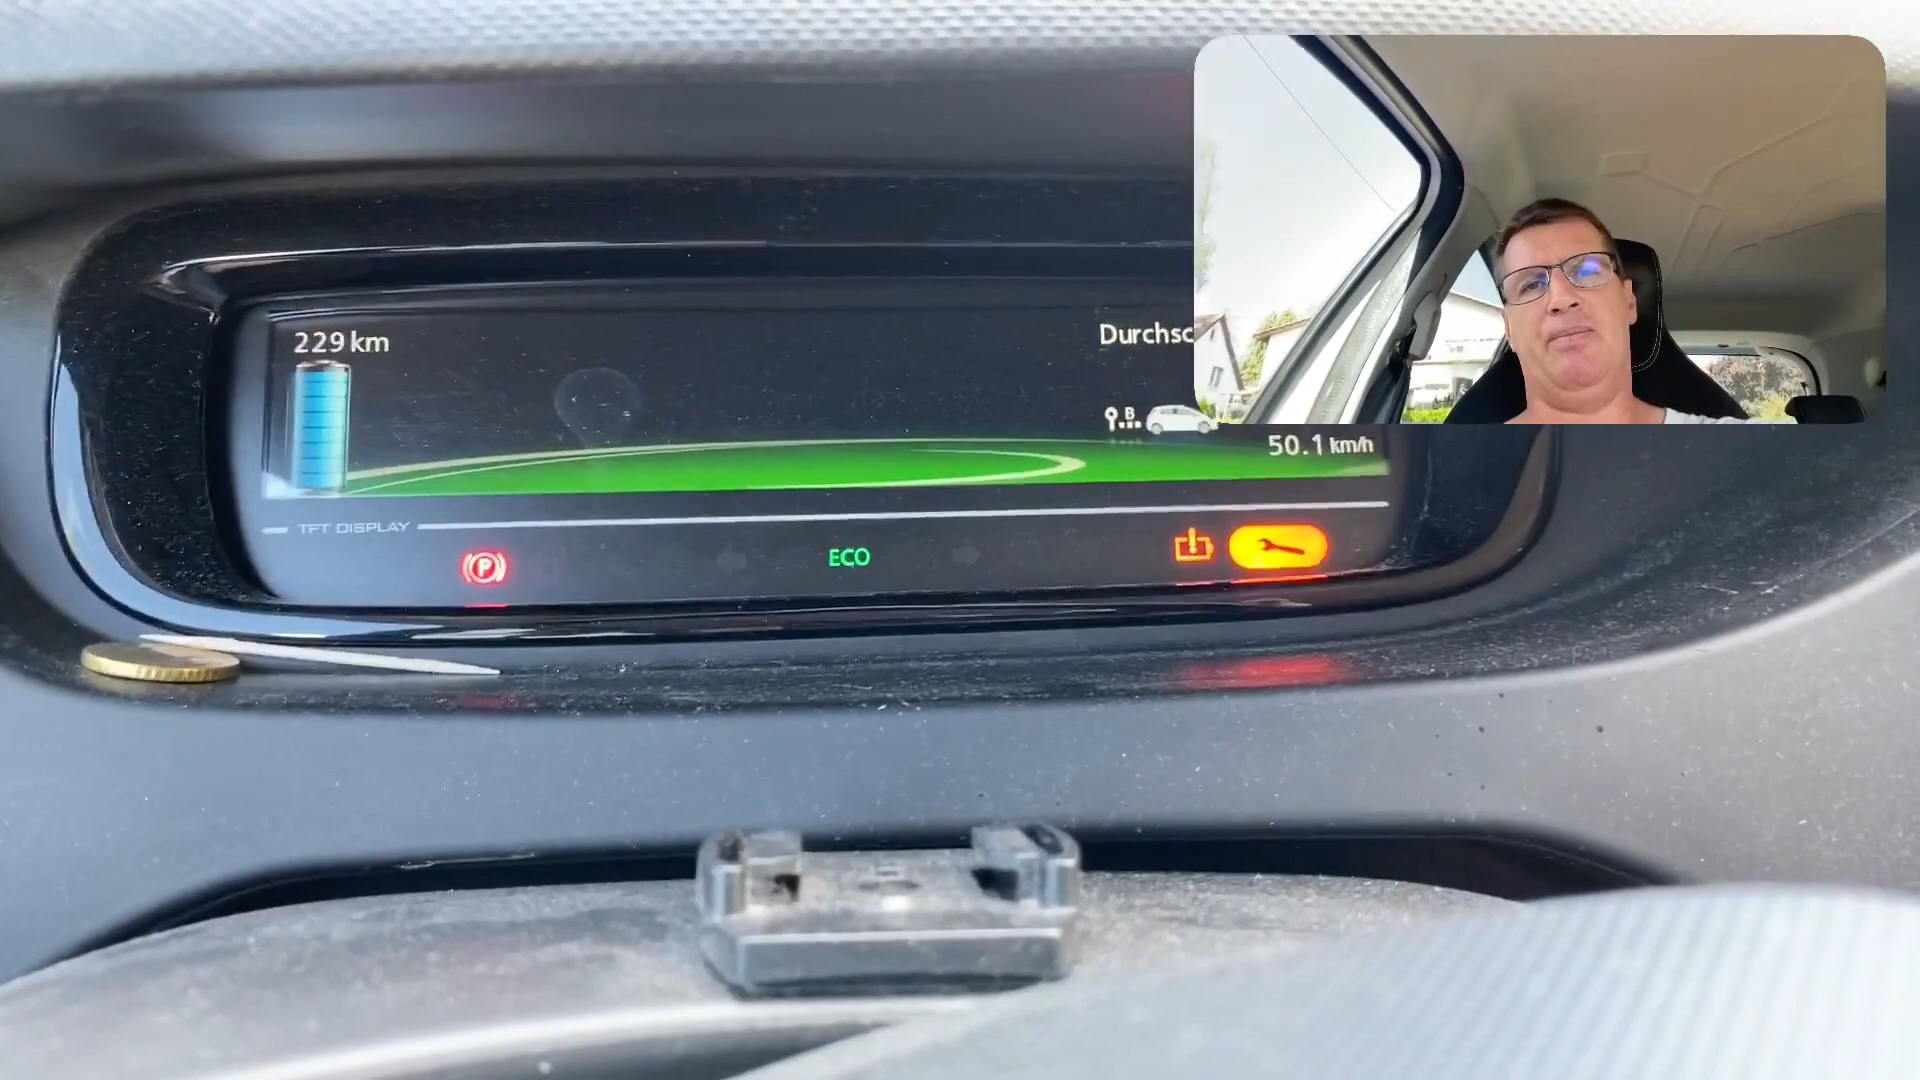 229 km
Durchsc
B
50.1 km/h
TFT DISPLAY
P
ECO